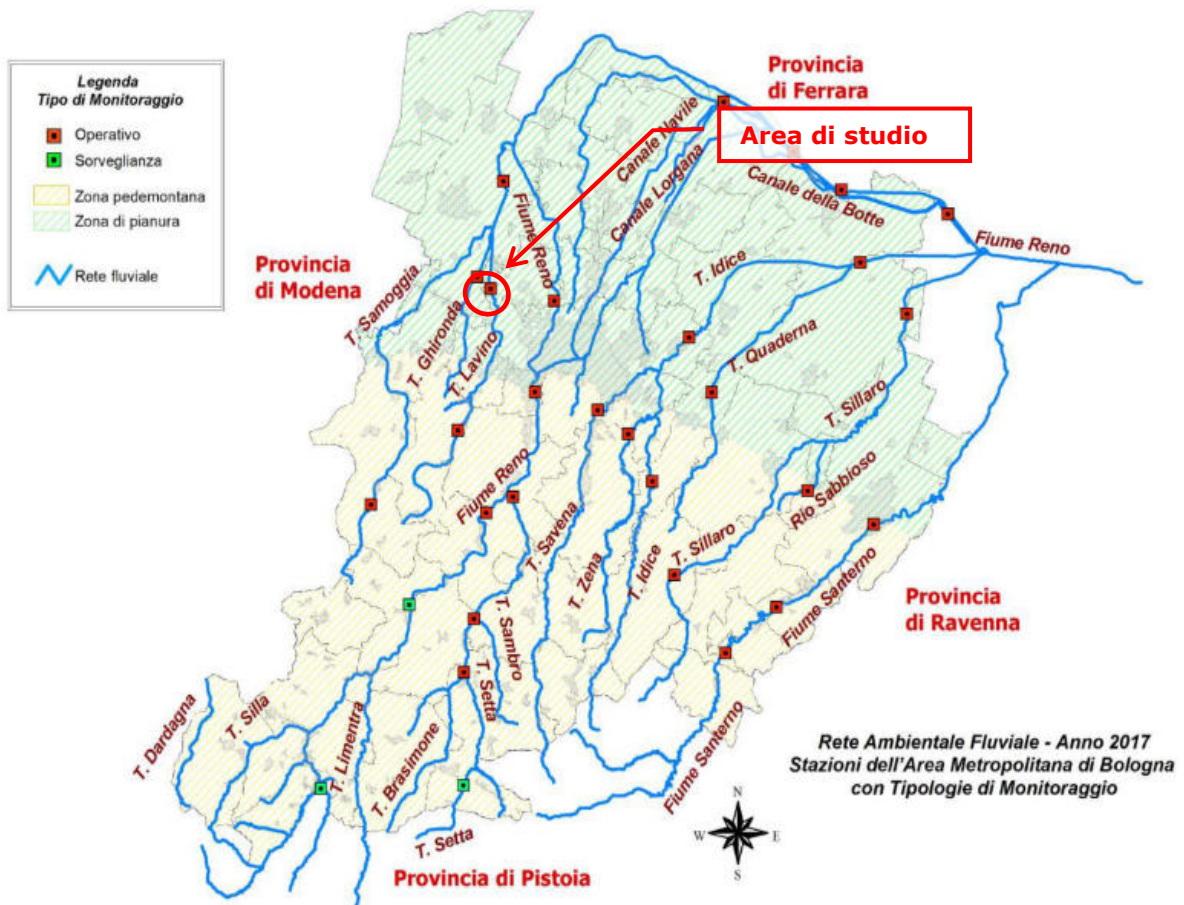 Legenda
Tipo di Monitoraggio
Operativo
Sorveglianza
Zona pedemontana
Zona di pianura
Rete fluviale
Provincia
di Ferrara
Area di studio
Canale Navile
Canale Lorgana
Canale della Botte
Fiume Reno
Fiume Reno
Provincia
di Modena
T. Samoggia
T. Ghironda
T. Lavino
T. Idice
T. Quaderna
T. Sillaro
Rio Sabbioso
Fiume Reno
T. Savena
T. Zena
T. Idice
T. Sillaro
Fiume Santerno
Provincia
di Ravenna
T. Sambro
T. Setta
T. Dardagna
T. Silla
T. Limentra
T. Brasimone
T. Setta
Fiume Santerno
Provincia di Pistoia
Rete Ambientale Fluviale - Anno 2017
Stazioni dell'Area Metropolitana di Bologna
con Tipologie di Monitoraggio
N
W
E
S